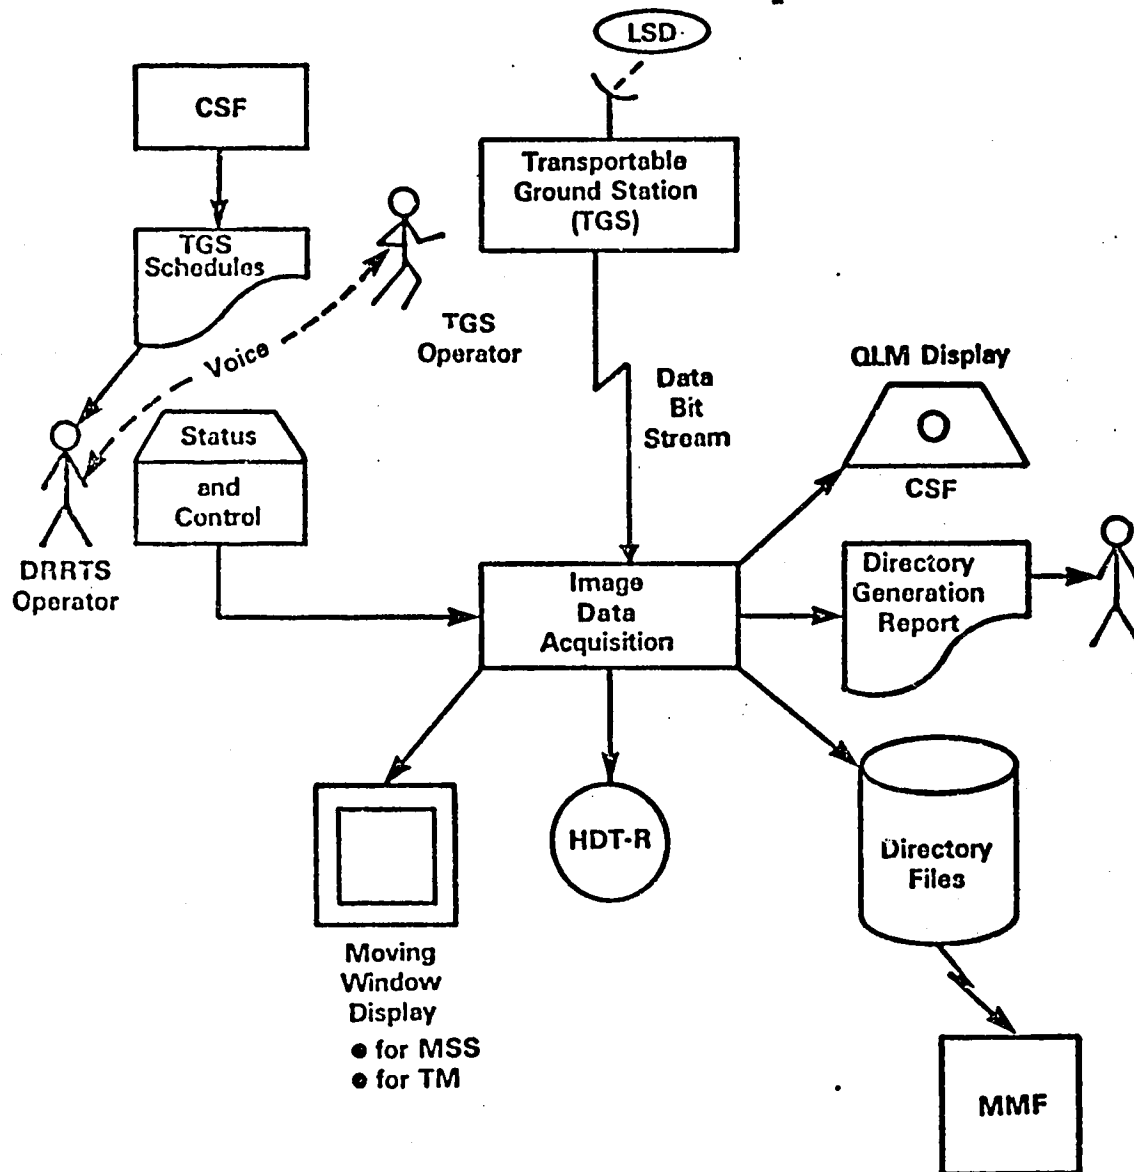 LSD
CSF
Transportable
Ground Station
(TGS)
TGS
Schedules
TGS
Operator
Voice
Data
Bit
Stream
QLM Display
CSF
Status
and
Control
DRRTS
Operator
Image
Data
Acquisition
Directory
Generation
Report
HDT-R
Directory
Files
Moving
Window
Display
● for MSS
● for TM
MMF